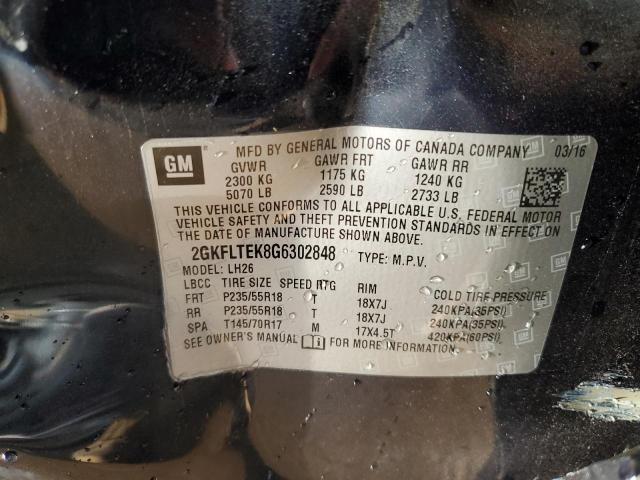 GM
MFD BY GENERAL MOTORS OF CANADA COMPANY 03/16
GVWR GAWR FRT GAWR RR
2300 KG 1175 KG 1240 KG
5070 LB 2590 LB 2733 LB
THIS VEHICLE CONFORMS TO ALL APPLICABLE U.S. FEDERAL MOTOR
VEHICLE SAFETY AND THEFT PREVENTION STANDARDS IN EFFECT ON
THE DATE OF MANUFACTURE SHOWN ABOVE.
2GKFLTEK8G6302848 TYPE: M.P.V.
MODEL: LH26
LBCC TIRE SIZE SPEED RTG RIM COLD TIRE PRESSURE
FRT P235/55R18 T 18X7J 240KPA(35PSI)
RR P235/55R18 T 18X7J 240KPA(35PSI)
SPA T145/70R17 M 17X4.5T 420KPA(60PSI)
SEE OWNER'S MANUAL FOR MORE INFORMATION